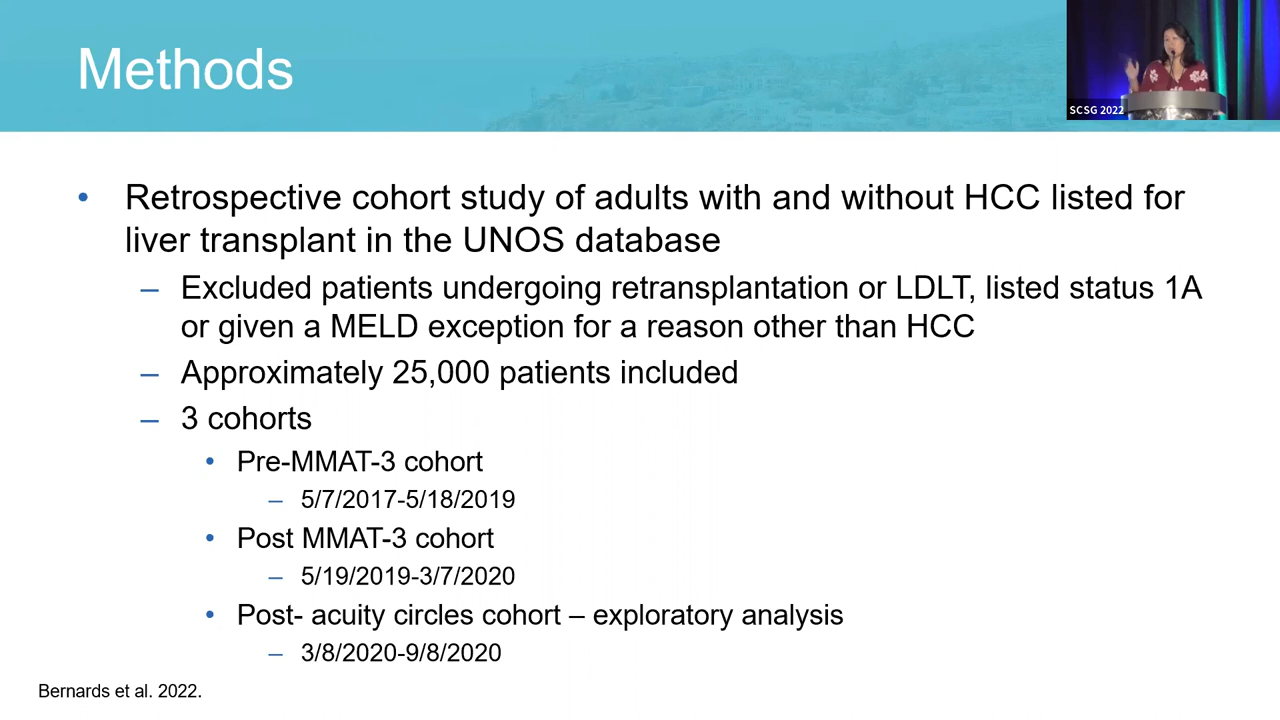 Methods
SCSG 2022
• Retrospective cohort study of adults with and without HCC listed for
liver transplant in the UNOS database
– Excluded patients undergoing retransplantation or LDLT, listed status 1A
or given a MELD exception for a reason other than HCC
– Approximately 25,000 patients included
– 3 cohorts
• Pre-MMAT-3 cohort
– 5/7/2017-5/18/2019
• Post MMAT-3 cohort
– 5/19/2019-3/7/2020
• Post- acuity circles cohort – exploratory analysis
– 3/8/2020-9/8/2020
Bernards et al. 2022.